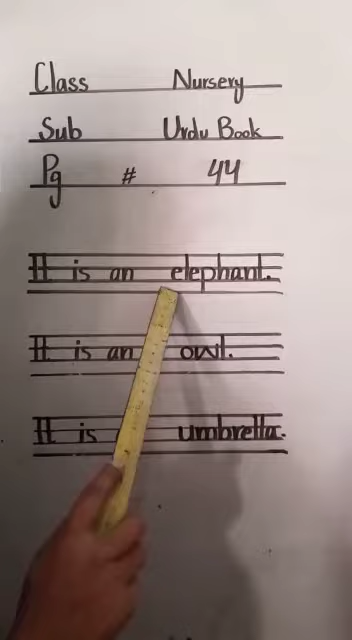 Class Nursery
Sub Urdu Book
Pg # 44
It is an elephant.
It is an owl.
It is umbrella.